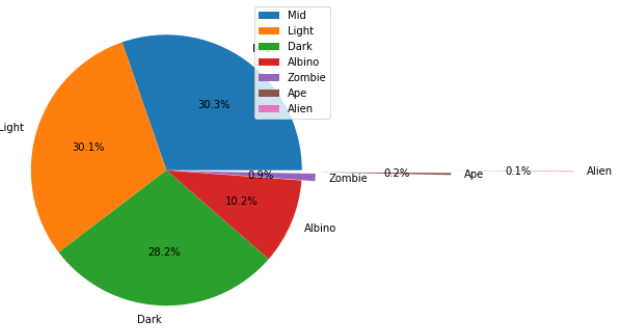 Mid
Light
Dark
Albino
Zombie
Ape
Alien
30.3%
Light
30.1%
0.9%
Zombie
0.2%
Ape
0.1%
Alien
10.2%
Albino
28.2%
Dark